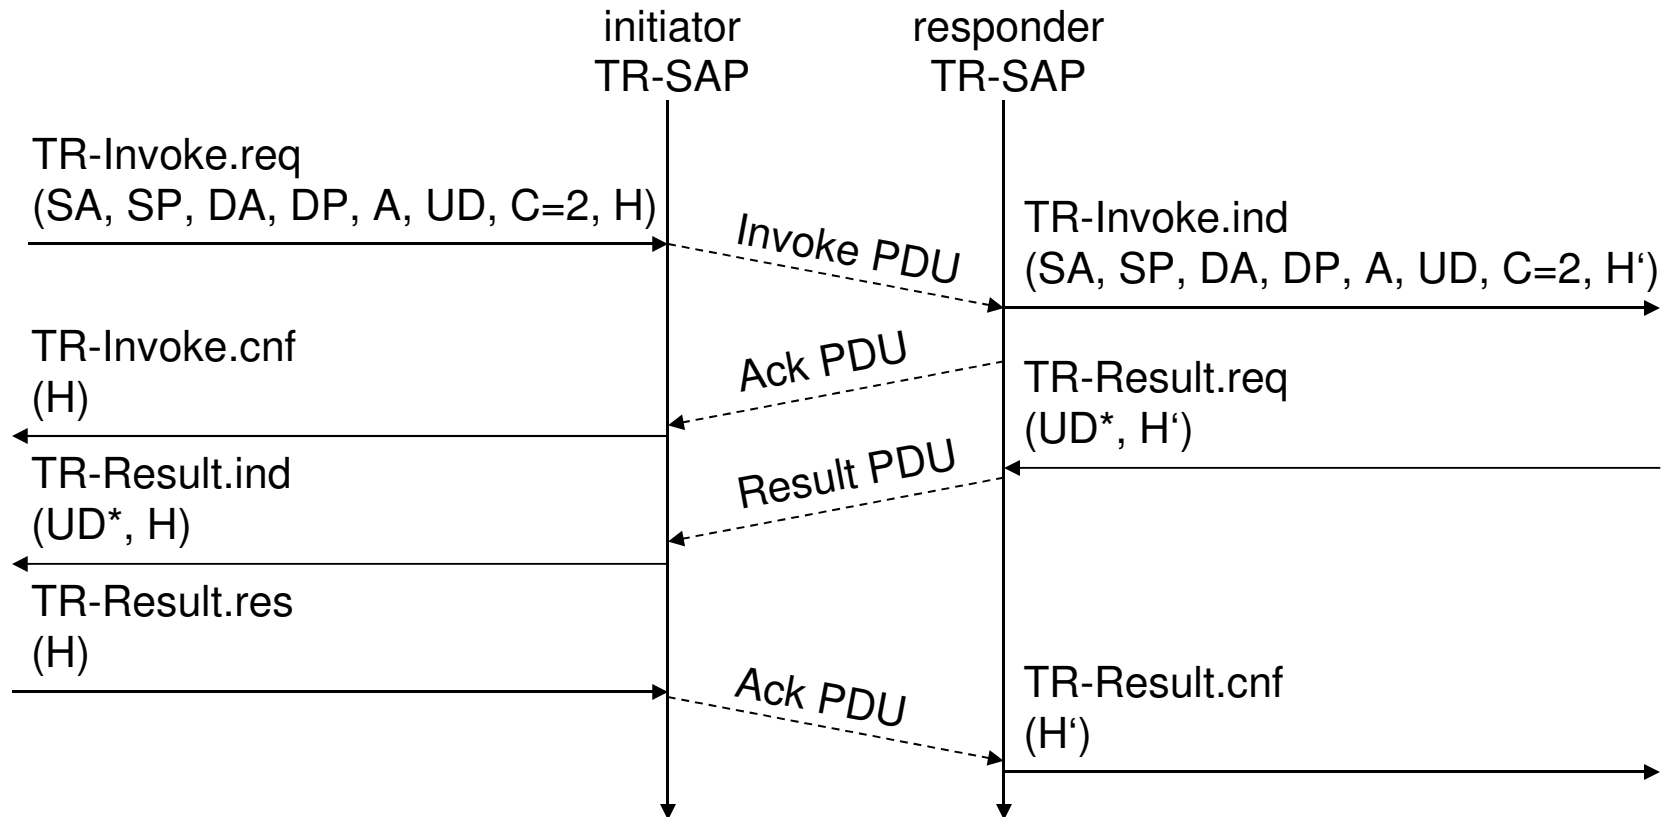 initiator
TR-SAP
responder
TR-SAP
TR-Invoke.req
(SA, SP, DA, DP, A, UD, C=2, H)
Invoke PDU
TR-Invoke.ind
(SA, SP, DA, DP, A, UD, C=2, H‘)
TR-Invoke.cnf
(H)
Ack PDU
TR-Result.req
(UD*, H‘)
TR-Result.ind
(UD*, H)
Result PDU
TR-Result.res
(H)
Ack PDU
TR-Result.cnf
(H‘)